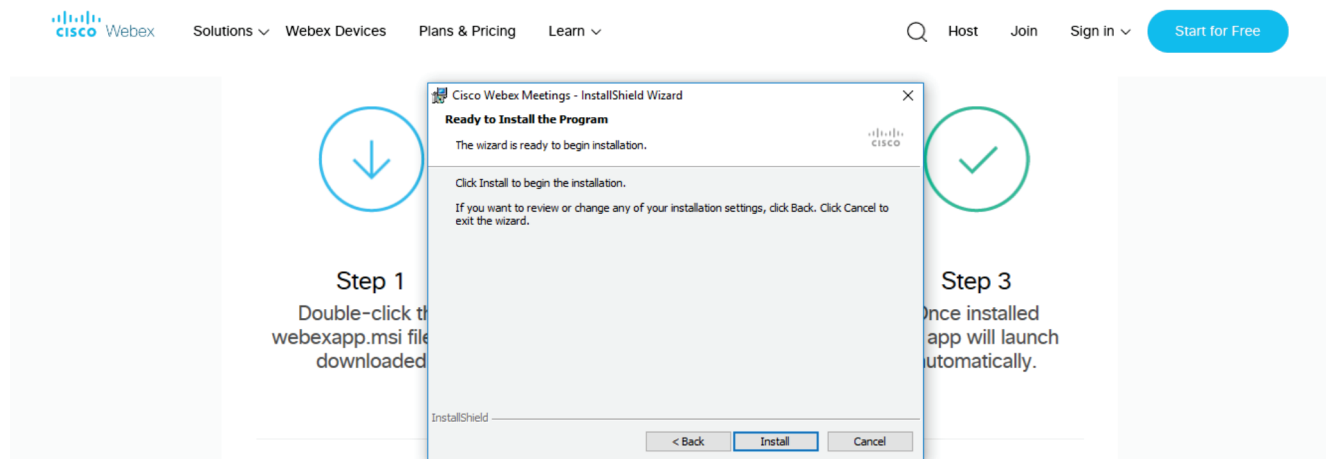 CISCO Webex
Solutions Webex Devices Plans & Pricing Learn Host Join Sign in Start for Free
Cisco Webex Meetings - InstallShield Wizard
Ready to Install the Program
The wizard is ready to begin installation.
CISCO
Click Install to begin the installation.
If you want to review or change any of your installation settings, click Back. Click Cancel to
exit the wizard.
InstallShield
< Back Install Cancel
Step 1
Double-click
webexapp.msi
downloaded
Step 3
installed
app will launch